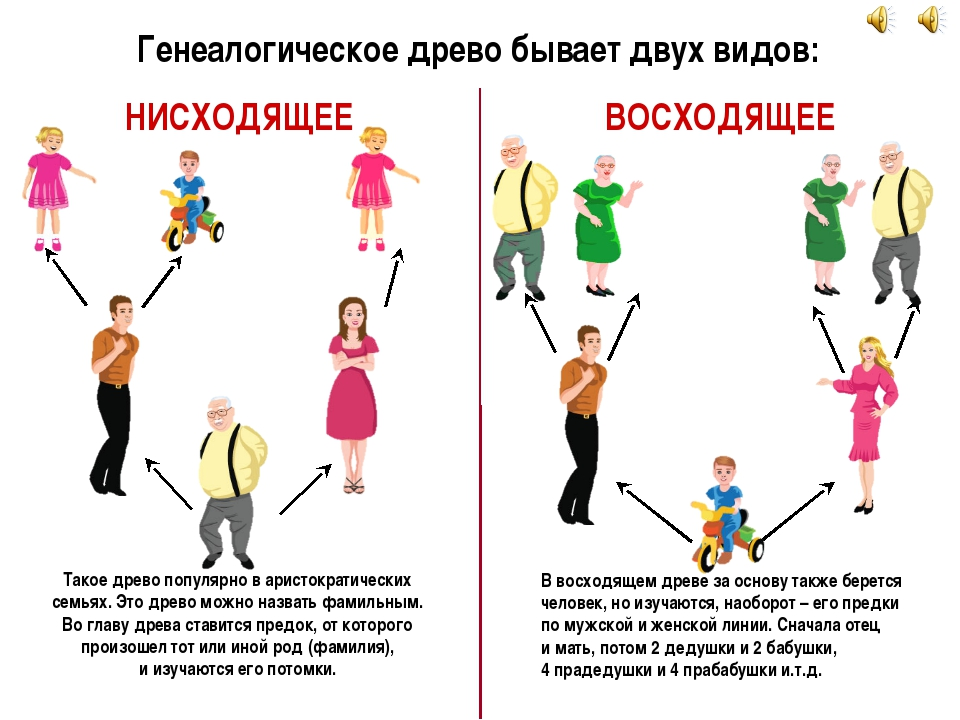 Генеалогическое древо бывает двух видов:
НИСХОДЯЩЕЕ
Такое древо популярно в аристократических
семьях. Это древо можно назвать фамильным.
Во главу древа ставится предок, от которого
произошел тот или иной род (фамилия),
и изучаются его потомки.
ВОСХОДЯЩЕЕ
В восходящем древе за основу также берется
человек, но изучаются, наоборот – его предки
по мужской и женской линии. Сначала отец
и мать, потом 2 дедушки и 2 бабушки,
4 прадедушки и 4 прабабушки и.т.д.